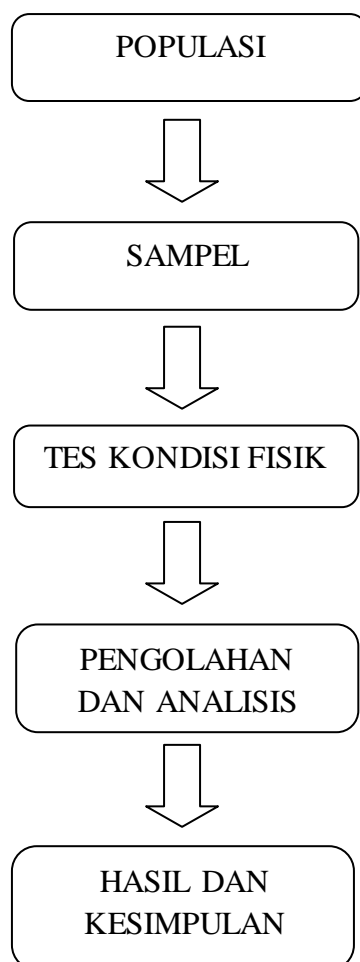 POPULASI
SAMPEL
TES KONDISI FISIK
PENGOLAHAN
DAN ANALISIS
HASIL DAN
KESIMPULAN